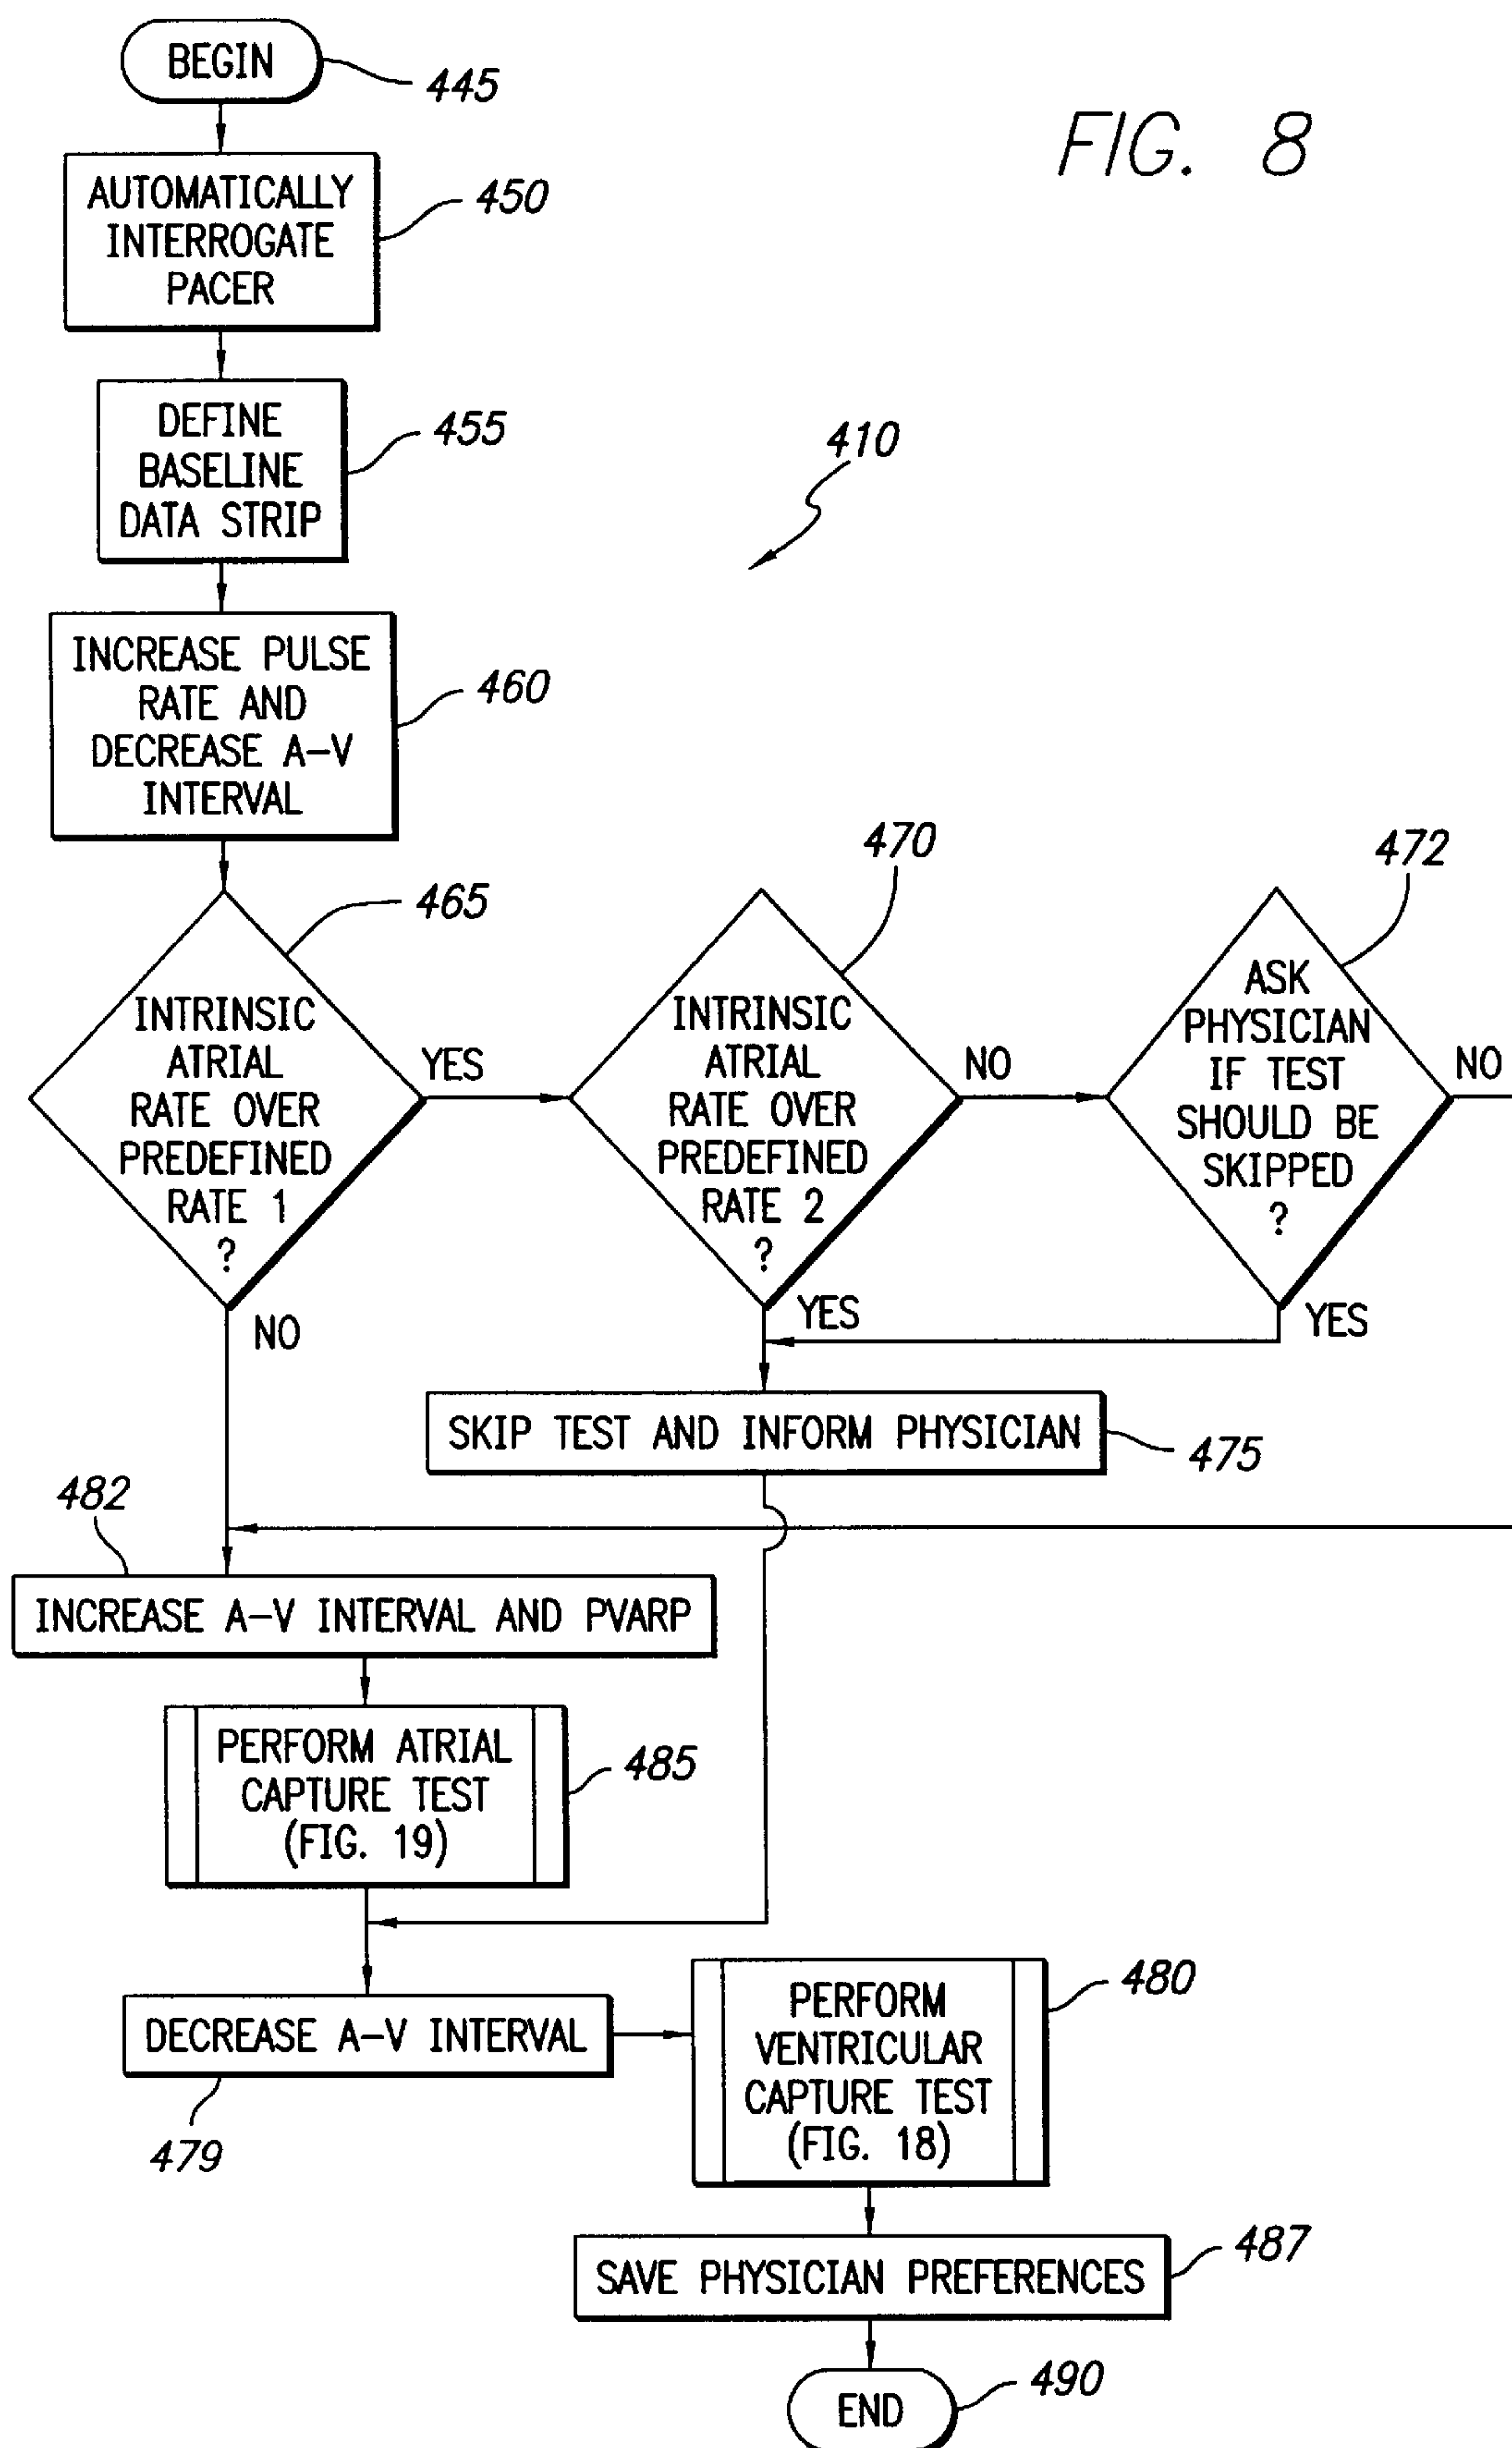 FIG. 8
BEGIN
445
AUTOMATICALLY
INTERROGATE
PACER
450
DEFINE
BASELINE
DATA STRIP
455
410
INCREASE PULSE
RATE AND
DECREASE A-V
INTERVAL
460
465
INTRINSIC
ATRIAL
RATE OVER
PREDEFINED
RATE 1
?
YES
NO
470
INTRINSIC
ATRIAL
RATE OVER
PREDEFINED
RATE 2
?
NO
YES
472
ASK
PHYSICIAN
IF TEST
SHOULD BE
SKIPPED
?
NO
YES
SKIP TEST AND INFORM PHYSICIAN
475
482
INCREASE A-V INTERVAL AND PVARP
PERFORM ATRIAL
CAPTURE TEST
(FIG. 19)
485
DECREASE A-V INTERVAL
479
PERFORM
VENTRICULAR
CAPTURE TEST
(FIG. 18)
480
SAVE PHYSICIAN PREFERENCES
487
END
490